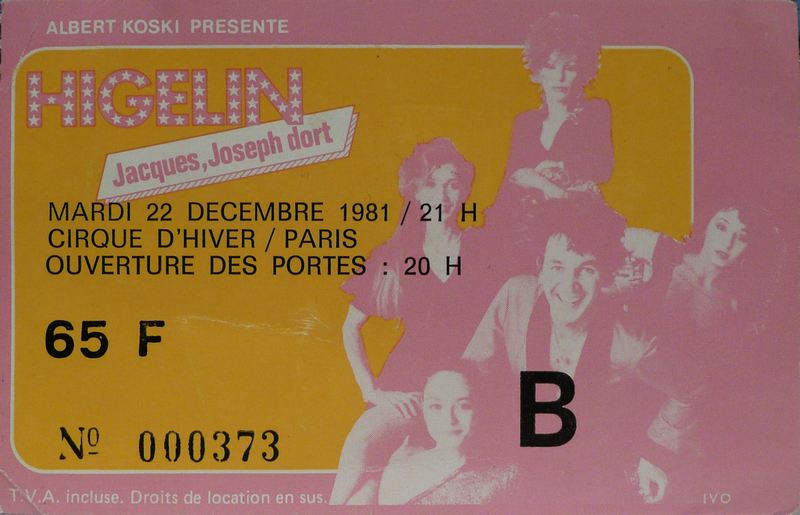 ALBERT KOSKI PRESENTE
HIGELIN
Jacques, Joseph dort
MARDI 22 DECEMBRE 1981 / 21 H
CIRQUE D'HIVER / PARIS
OUVERTURE DES PORTES : 20 H
65 F
B
Nº 000373
T.V.A. incluse. Droits de location en sus.
IVO